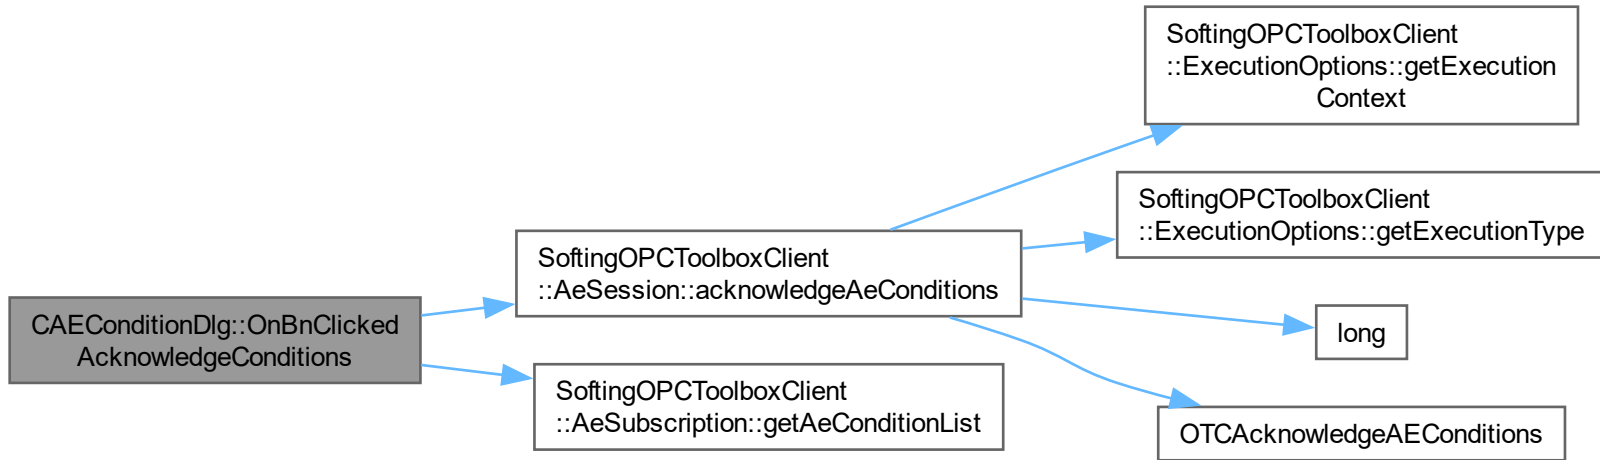 CAEConditionDlg::OnBnClicked
AcknowledgeConditions
SoftingOPCToolboxClient
::AeSession::acknowledgeAeConditions
SoftingOPCToolboxClient
::AeSubscription::getAeConditionList
SoftingOPCToolboxClient
::ExecutionOptions::getExecution
Context
SoftingOPCToolboxClient
::ExecutionOptions::getExecutionType
long
OTCAcknowledgeAEConditions